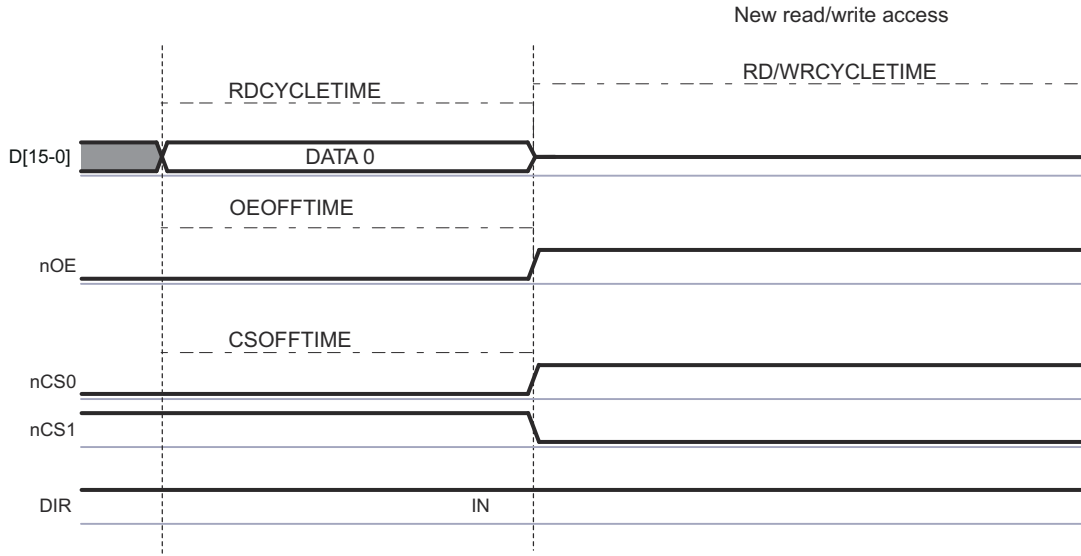 New read/write access
RDCYCLETIME
RD/WRCYCLETIME
D[15-0]
DATA 0
OEOFFTIME
nOE
CSOFFTIME
nCS0
nCS1
DIR
IN